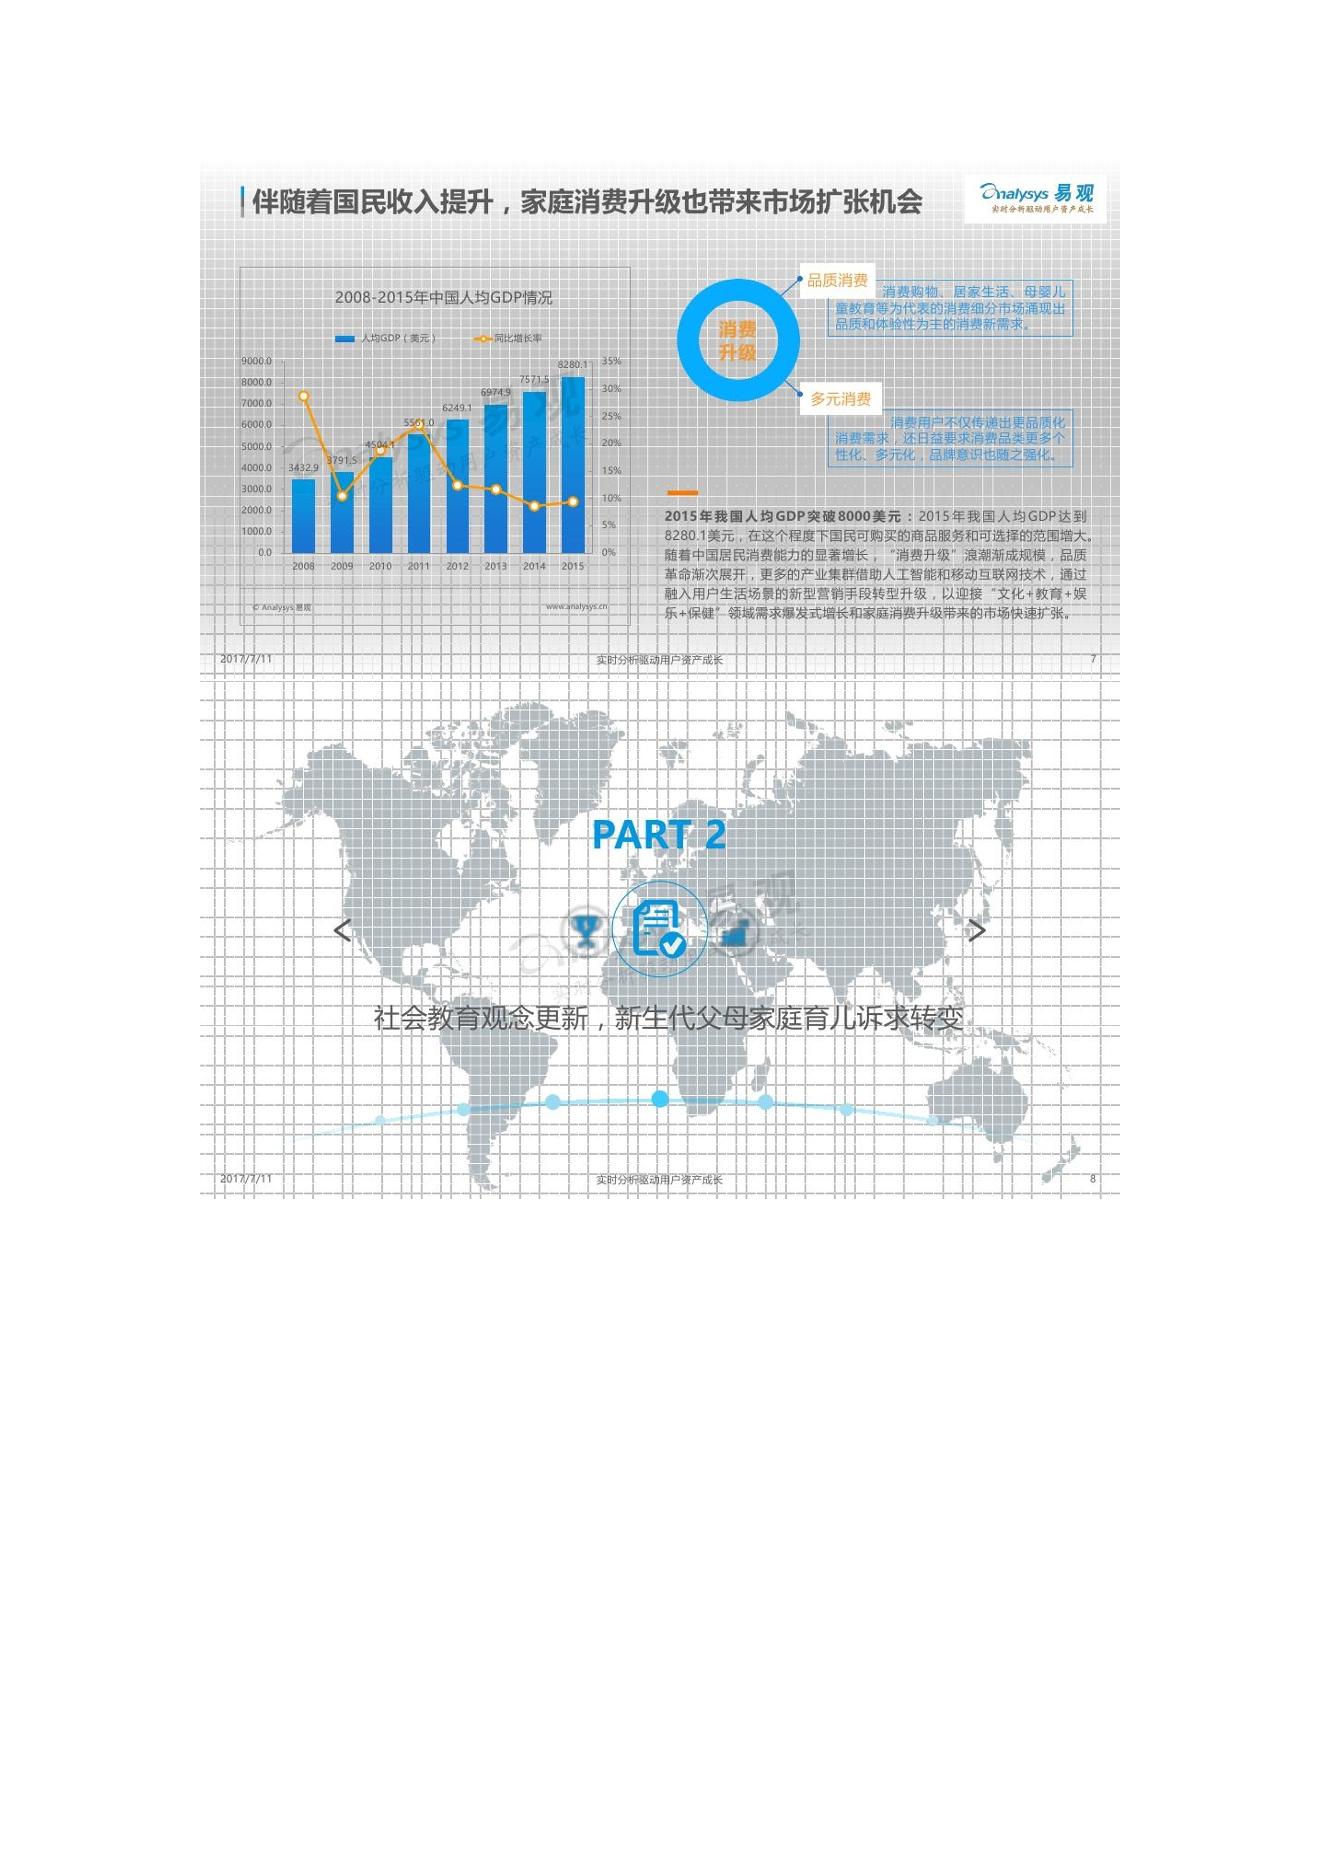 伴随着国民收入提升，家庭消费升级也带来市场扩张机会
analysys 易观
实时分析驱动用户资产成长
2008-2015年中国人均GDP情况
人均GDP（美元） 同比增长率
9000.0
8000.0
7000.0
6000.0
5000.0
4000.0
3000.0
2000.0
1000.0
0.0
3432.9
3791.5
4504.1
5561.0
6249.1
6974.9
7571.5
8280.1
35%
30%
25%
20%
15%
10%
5%
0%
2008 2009 2010 2011 2012 2013 2014 2015
© Analysys 易观 www.analysys.cn
消费
升级
品质消费
消费购物、居家生活、母婴儿
童教育等为代表的消费细分市场涌现出
品质和体验性为主的消费新需求。
多元消费
消费用户不仅传递出更品质化
消费需求，还日益要求消费品类更多个
性化、多元化，品牌意识也随之强化。
2015年我国人均GDP突破8000美元：2015年我国人均GDP达到
8280.1美元，在这个程度下国民可购买的商品服务和可选择的范围增大。
随着中国居民消费能力的显著增长，“消费升级”浪潮渐成规模，品质
革命渐次展开，更多的产业集群借助人工智能和移动互联网技术，通过
融入用户生活场景的新型营销手段转型升级，以迎接“文化+教育+娱
乐+保健”领域需求爆发式增长和家庭消费升级带来的市场快速扩张。
2017/7/11 实时分析驱动用户资产成长 7
PART 2
社会教育观念更新，新生代父母家庭育儿诉求转变
2017/7/11 实时分析驱动用户资产成长 8